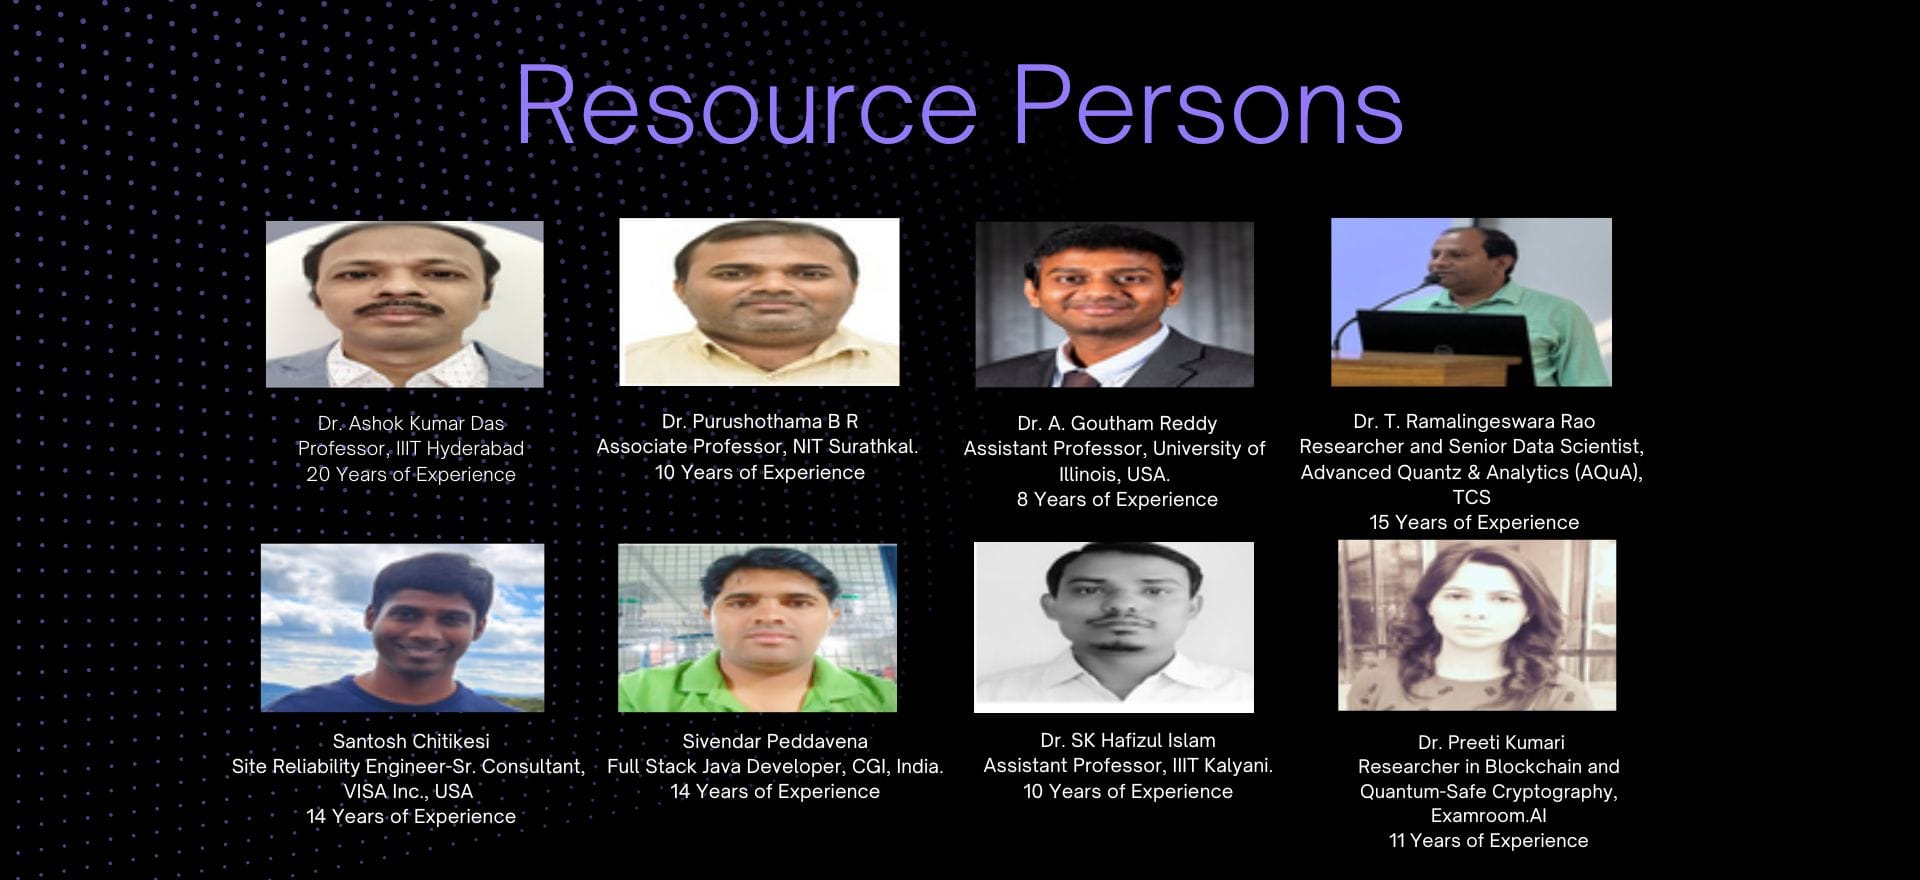 Resource Persons
Dr. Ashok Kumar Das
Professor, IIIT Hyderabad
20 Years of Experience
Dr. Purushothama B R
Associate Professor, NIT Surathkal.
10 Years of Experience
Dr. A. Goutham Reddy
Assistant Professor, University of
Illinois, USA.
8 Years of Experience
Dr. T. Ramalingeswara Rao
Researcher and Senior Data Scientist,
Advanced Quantz & Analytics (AQuA),
TCS
15 Years of Experience
Santosh Chitikesi
Site Reliability Engineer-Sr. Consultant,
VISA Inc., USA
14 Years of Experience
Sivendar Peddavena
Full Stack Java Developer, CGI, India.
14 Years of Experience
Dr. SK Hafizul Islam
Assistant Professor, IIIT Kalyani.
10 Years of Experience
Dr. Preeti Kumari
Researcher in Blockchain and
Quantum-Safe Cryptography,
Examroom.AI
11 Years of Experience